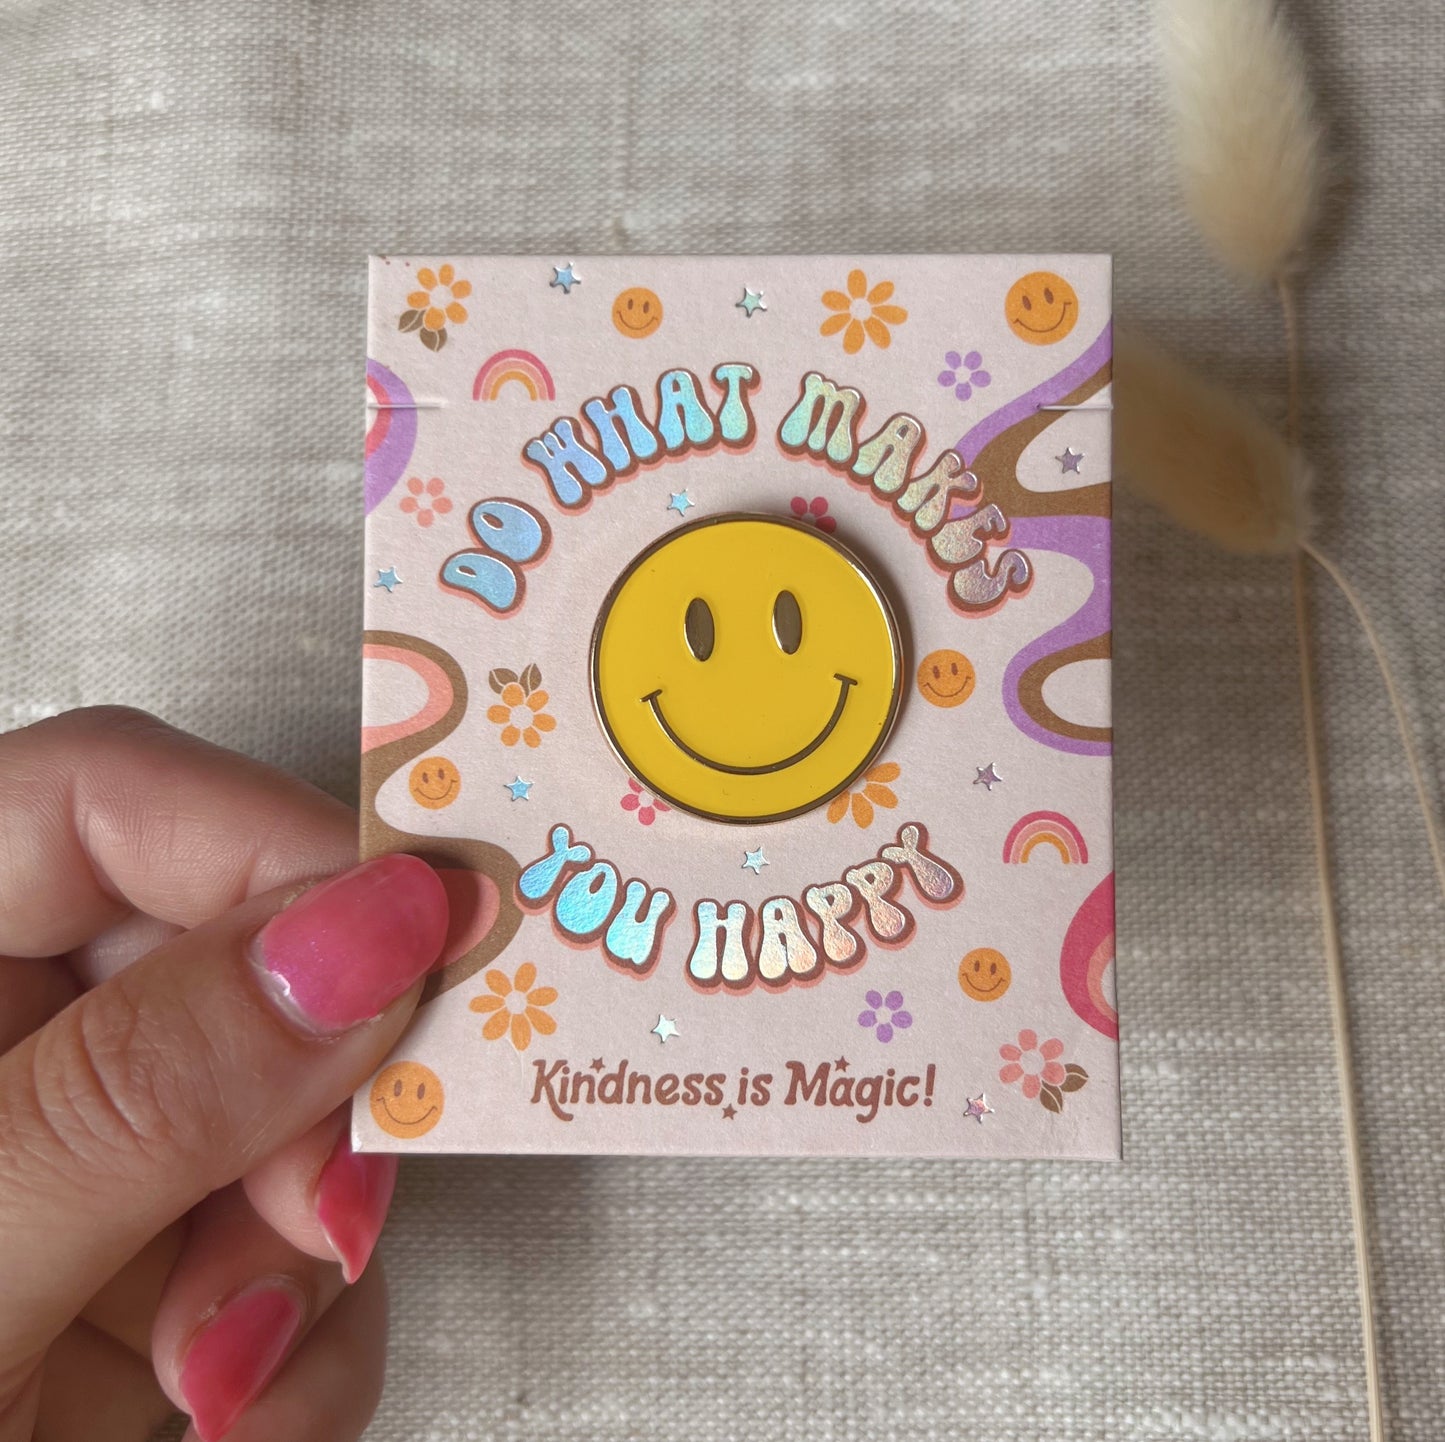 DO WHAT MAKES
YOU HAPPY
Kindness is Magic!